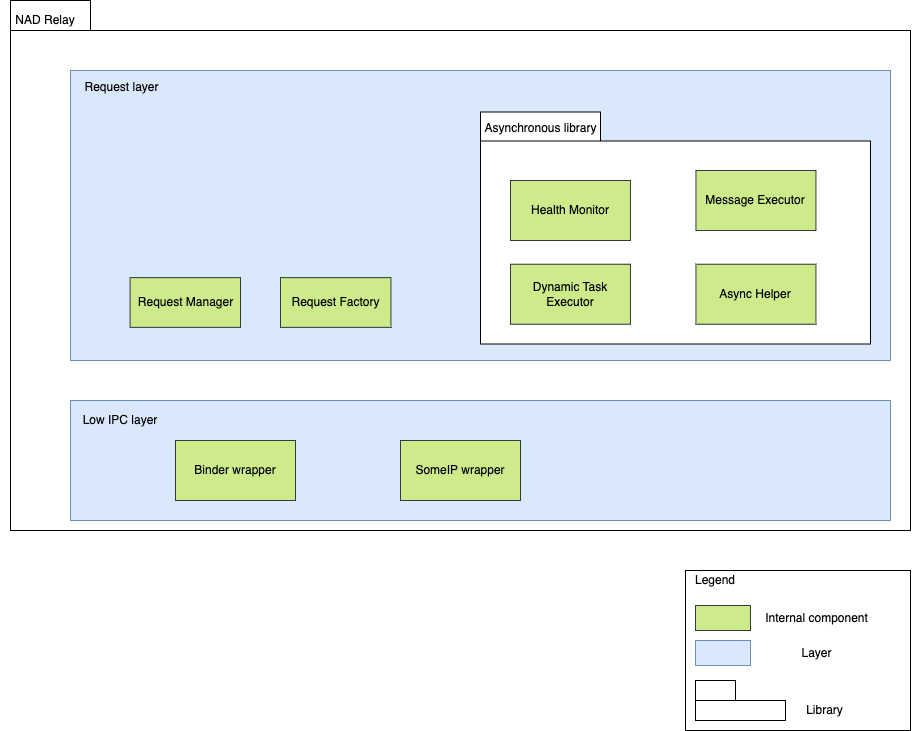 NAD Relay
Request layer
Asynchronous library
Health Monitor
Message Executor
Dynamic Task
Executor
Async Helper
Request Manager
Request Factory
Low IPC layer
Binder wrapper
SomeIP wrapper
Legend
Internal component
Layer
Library